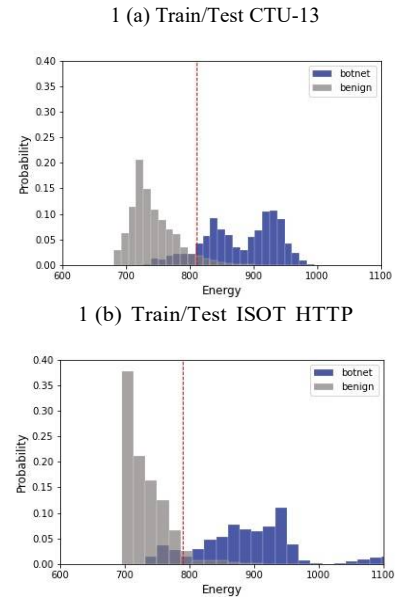 1 (a) Train/Test CTU-13
0.40
0.35
0.30
0.25
0.20
0.15
0.10
0.05
0.00
Probability
botnet
benign
600 700 800 900 1000 1100
Energy
1 (b) Train/Test ISOT HTTP
0.40
0.35
0.30
0.25
0.20
0.15
0.10
0.05
0.00
Probability
botnet
benign
600 700 800 900 1000 1100
Energy